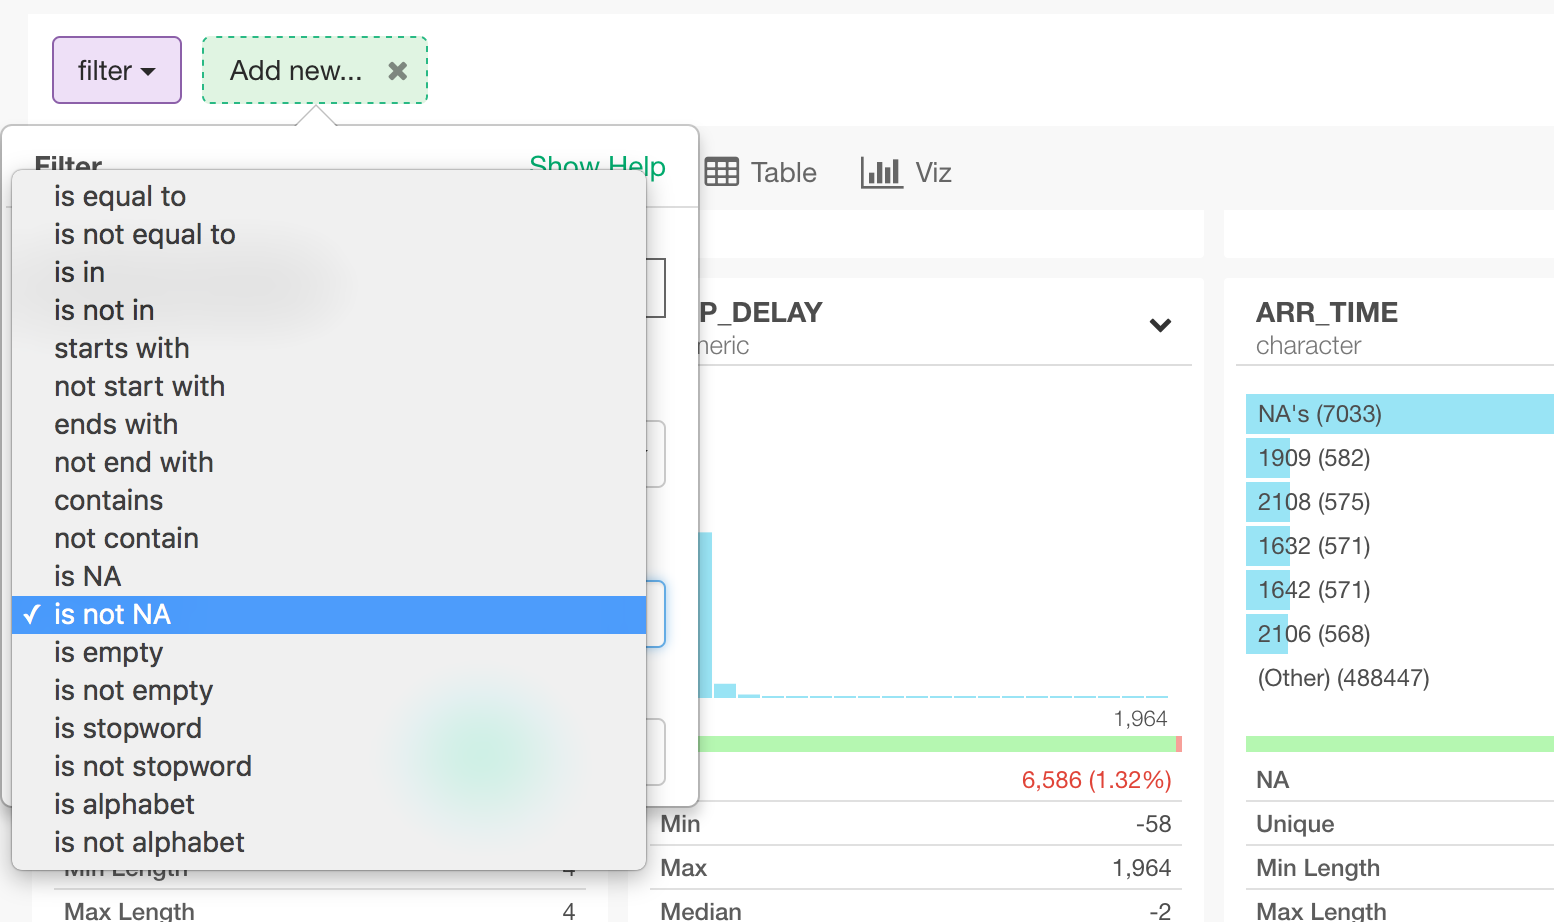 filter
Add new...
Filter
Show Help
Table
Viz
is equal to
is not equal to
is in
is not in
starts with
not start with
ends with
not end with
contains
not contain
is NA
✓ is not NA
is empty
is not empty
is stopword
is not stopword
is alphabet
is not alphabet
Min Length 4
Max Length 4
P_DELAY
neric
1,964
6,586 (1.32%)
Min -58
Max 1,964
Median -2
ARR_TIME
character
NA's (7033)
1909 (582)
2108 (575)
1632 (571)
1642 (571)
2106 (568)
(Other) (488447)
NA
Unique
Min Length
Max Length